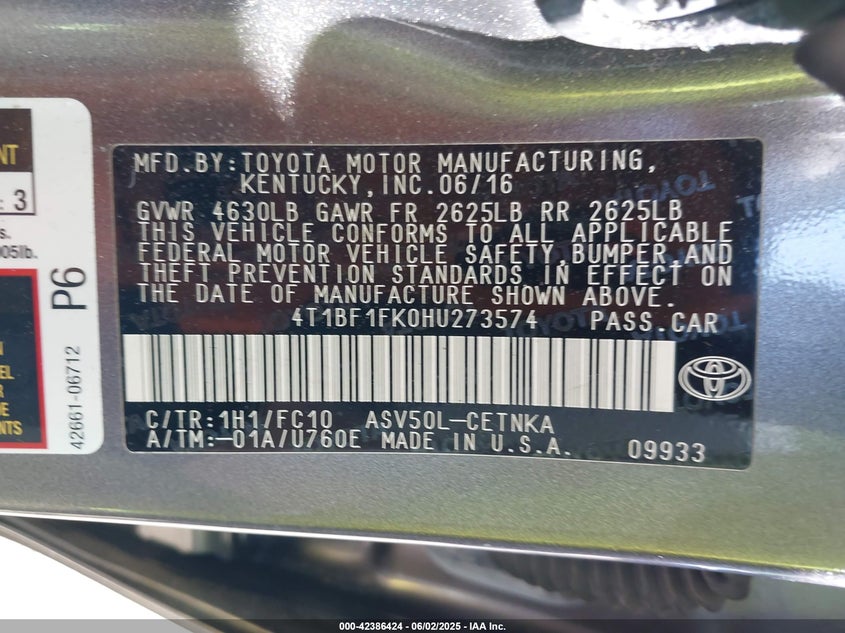 MFD.BY:TOYOTA MOTOR MANUFACTURING,
KENTUCKY,INC.06/16
GVWR 4630LB GAWR FR 2625LB RR 2625LB
THIS VEHICLE CONFORMS TO ALL APPLICABLE
FEDERAL MOTOR VEHICLE SAFETY,BUMPER,AND
THEFT PREVENTION STANDARDS IN EFFECT ON
THE DATE OF MANUFACTURE SHOWN ABOVE.
4T1BF1FK0HU273574 PASS.CAR
C/TR:1H1/FC10 ASV50L-CETNKA
A/TM:-01A/U760E MADE IN U.S.A. 09933
TOYOTA
: 3
P6
42661-06712
000-42386424 - 06/02/2025 - IAA Inc.